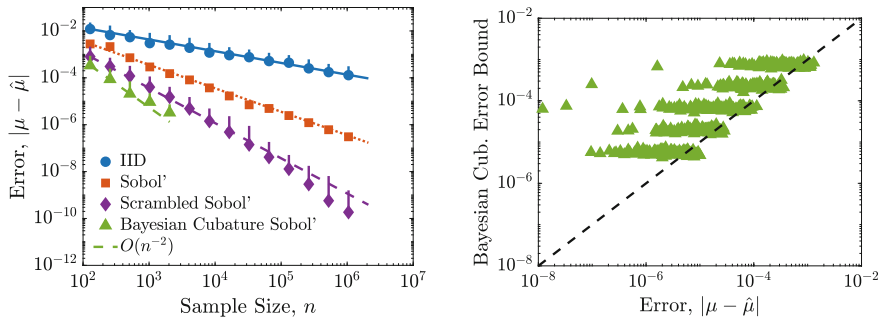 10^{-2}
10^{-4}
10^{-6}
10^{-8}
10^{-10}
10^{-12}
Error, |μ − μ̂|
IID
Sobol'
Scrambled Sobol'
Bayesian Cubature Sobol'
O(n^{-2})
10^2 10^3 10^4 10^5 10^6 10^7
Sample Size, n
10^{-2}
10^{-4}
10^{-6}
10^{-8}
Bayesian Cub. Error Bound
10^{-8} 10^{-6} 10^{-4} 10^{-2}
Error, |μ − μ̂|